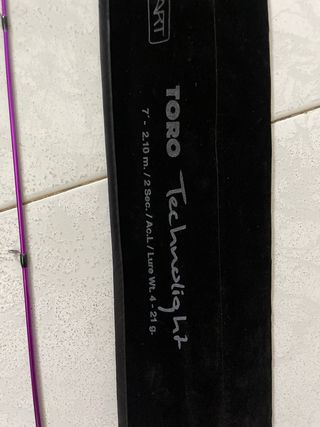 ART
TORO Technolight
7' - 2.10 m. / 2 Sec. / Ac.L / Lure Wt. 4 - 21 g.